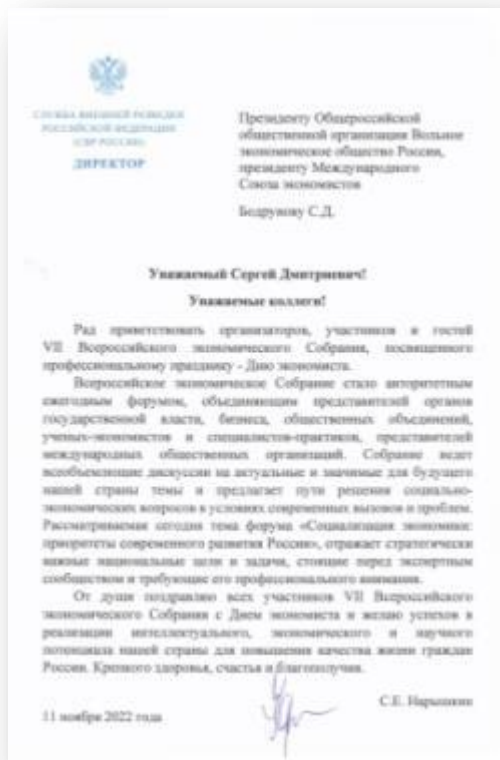 СЛУЖБА ВНЕШНЕЙ РАЗВЕДКИ
РОССИЙСКОЙ ФЕДЕРАЦИИ
(СВР РОССИИ)
ДИРЕКТОР
Президенту Общероссийской
общественной организации Вольное
экономическое общество России,
президенту Международного
Союза экономистов
Бодрунову С.Д.
Уважаемый Сергей Дмитриевич!
Уважаемые коллеги!
Рад приветствовать организаторов, участников и гостей
VII Всероссийского экономического Собрания, посвященного
профессиональному празднику - Дню экономиста.
Всероссийское экономическое Собрание стало авторитетным
ежегодным форумом, объединяющим представителей органов
государственной власти, бизнеса, общественных объединений,
ученых-экономистов и специалистов-практиков, представителей
международных общественных организаций. Собрание ведет
всеобъемлющие дискуссии на актуальные и значимые для будущего
нашей страны темы и предлагает пути решения социально-
экономических вопросов в условиях современных вызовов и проблем.
Рассматриваемая сегодня тема форума «Социализация экономики:
приоритеты современного развития России», отражает стратегически
важные национальные цели и задачи, стоящие перед экспертным
сообществом и требующие его профессионального внимания.
От души поздравляю всех участников VII Всероссийского
экономического Собрания с Днем экономиста и желаю успехов в
реализации интеллектуального, экономического и научного
потенциала нашей страны для повышения качества жизни граждан
России. Крепкого здоровья, счастья и благополучия.
С.Е. Нарышкин
11 ноября 2022 года